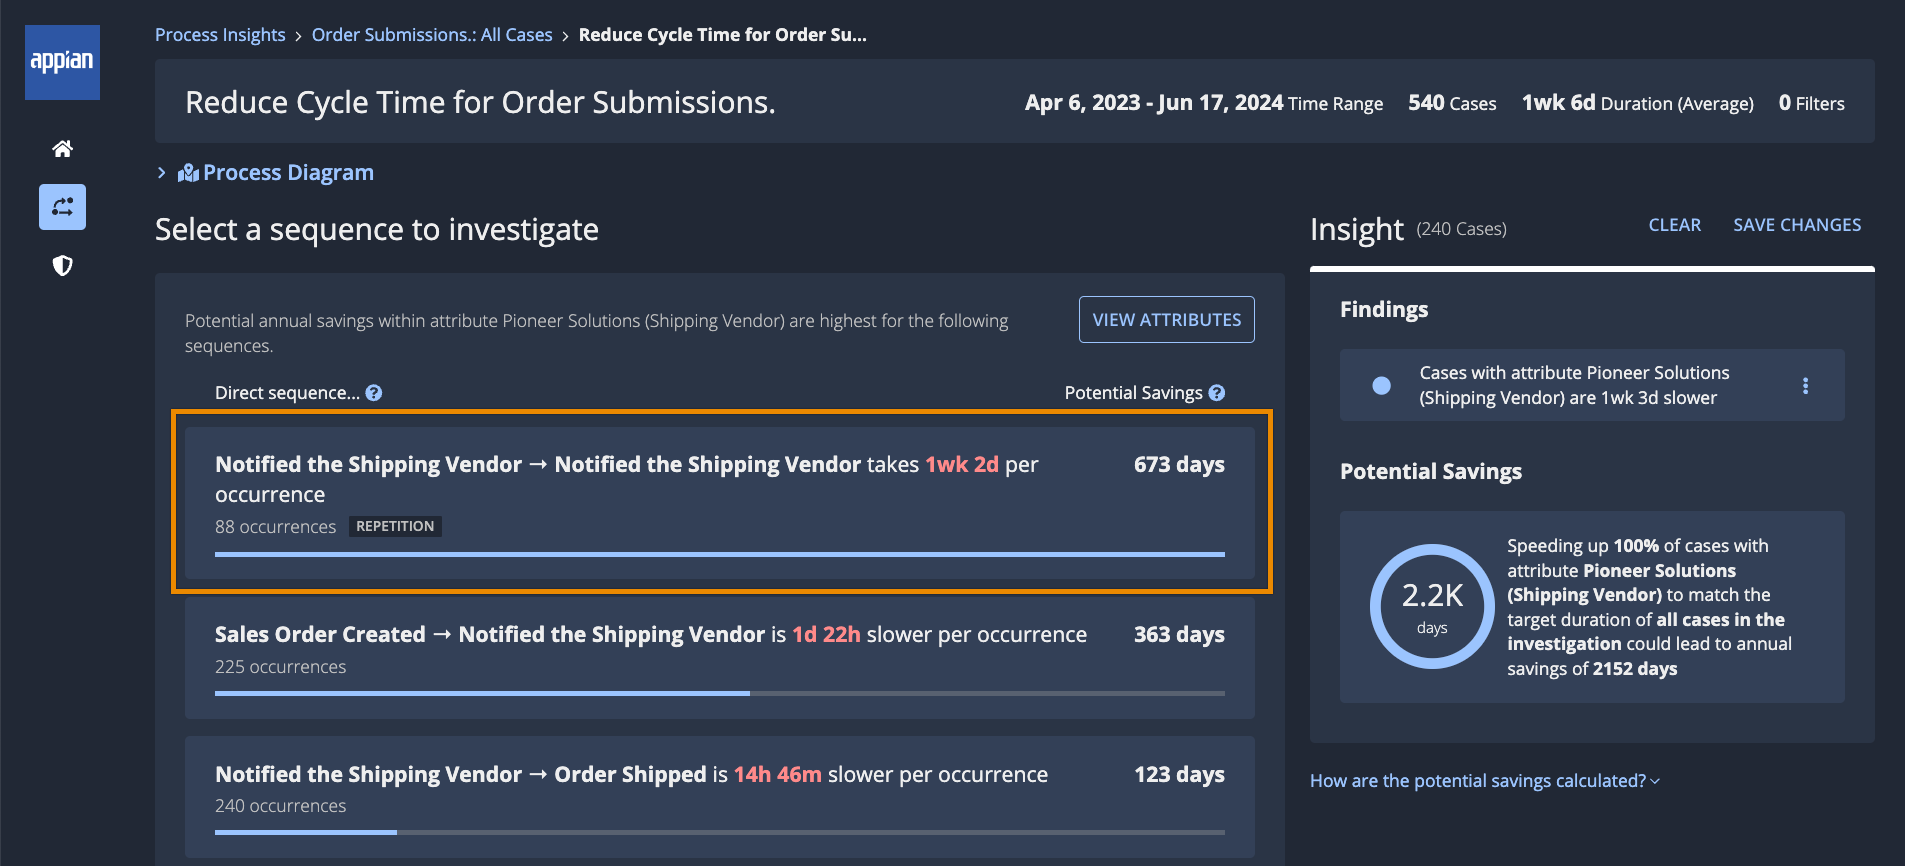 appian
Process Insights > Order Submissions.: All Cases > Reduce Cycle Time for Order Su...
Reduce Cycle Time for Order Submissions.
Apr 6, 2023 - Jun 17, 2024 Time Range 540 Cases 1wk 6d Duration (Average) 0 Filters
> Process Diagram
Select a sequence to investigate
Potential annual savings within attribute Pioneer Solutions (Shipping Vendor) are highest for the following
sequences.
VIEW ATTRIBUTES
Direct sequence... ?
Potential Savings ?
Notified the Shipping Vendor → Notified the Shipping Vendor takes 1wk 2d per
occurrence
673 days
88 occurrences REPETITION
Sales Order Created → Notified the Shipping Vendor is 1d 22h slower per occurrence
363 days
225 occurrences
Notified the Shipping Vendor → Order Shipped is 14h 46m slower per occurrence
123 days
240 occurrences
Insight (240 Cases)
CLEAR
SAVE CHANGES
Findings
Cases with attribute Pioneer Solutions
(Shipping Vendor) are 1wk 3d slower
Potential Savings
2.2K
days
Speeding up 100% of cases with
attribute Pioneer Solutions
(Shipping Vendor) to match the
target duration of all cases in the
investigation could lead to annual
savings of 2152 days
How are the potential savings calculated?